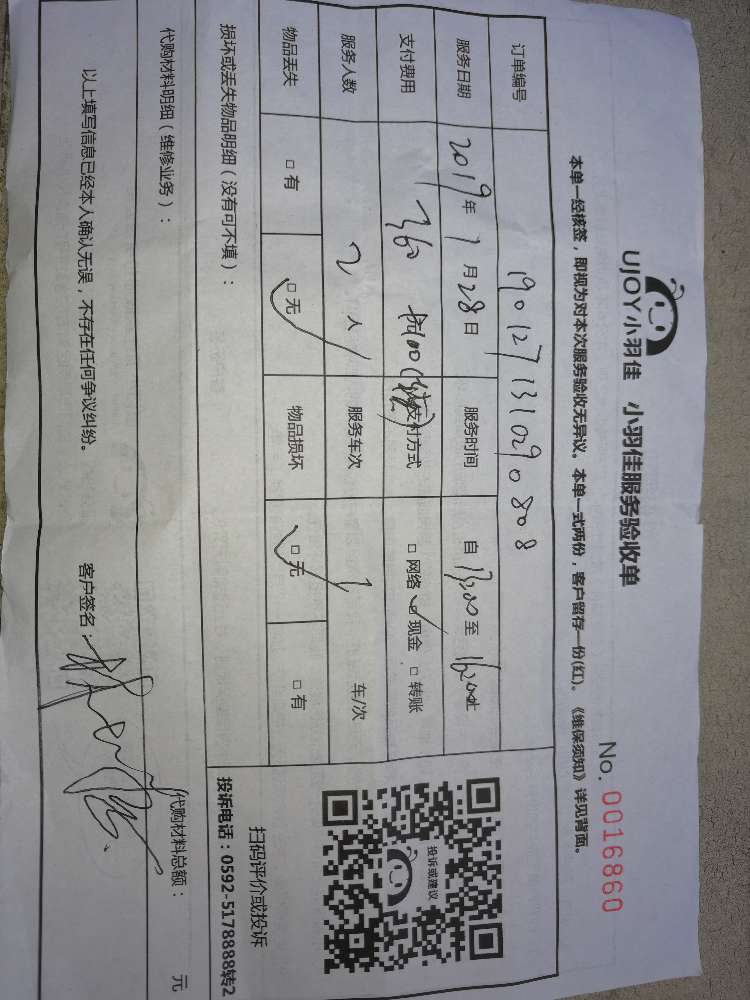 UJOY小羽佳 小羽佳服务验收单
No. 0016860
本单一经核签，即视为对本次服务验收无异议。本单一式两份，客户留存一份(红)。《维保须知》详见背面。
订单编号 190127131090808
服务日期 2019年1月28日 服务时间 自13:00至16:00止
支付费用 360 支付方式 □网络 ☑现金 □转账
服务人数 2人 服务车次 1 车/次
物品丢失 □有 ☑无 物品损坏 ☑无 □有
损坏或丢失物品明细（没有可不填）：
投诉或建议
扫码评价或投诉
投诉电话：0592-5178888转2
代购材料明细（维修业务）：
代购材料总额： 元
以上填写信息已经本人确认无误，不存在任何争议纠纷。 客户签名：